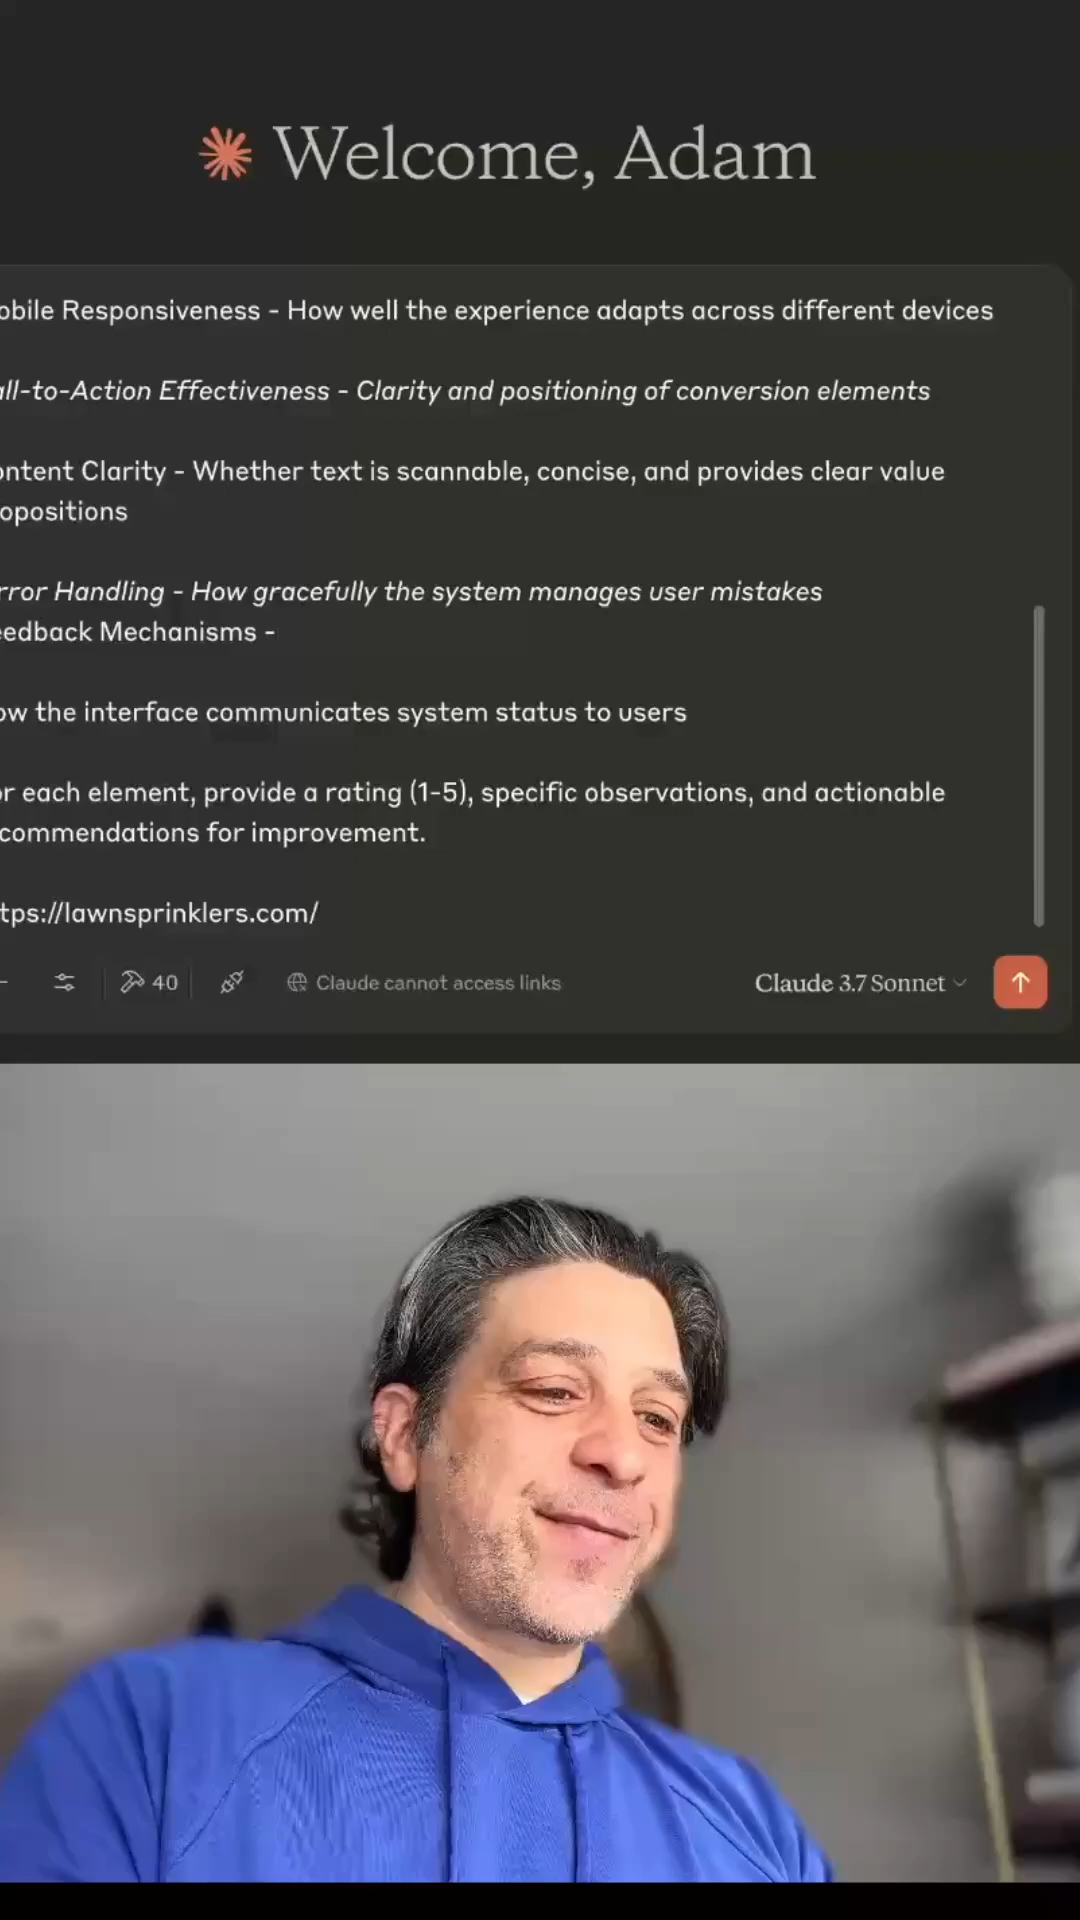 Welcome, Adam
obile Responsiveness - How well the experience adapts across different devices
all-to-Action Effectiveness - Clarity and positioning of conversion elements
ontent Clarity - Whether text is scannable, concise, and provides clear value
opositions
rror Handling - How gracefully the system manages user mistakes
eedback Mechanisms -
ow the interface communicates system status to users
or each element, provide a rating (1-5), specific observations, and actionable
commendations for improvement.
tps://lawnsprinklers.com/
40 Claude cannot access links Claude 3.7 Sonnet